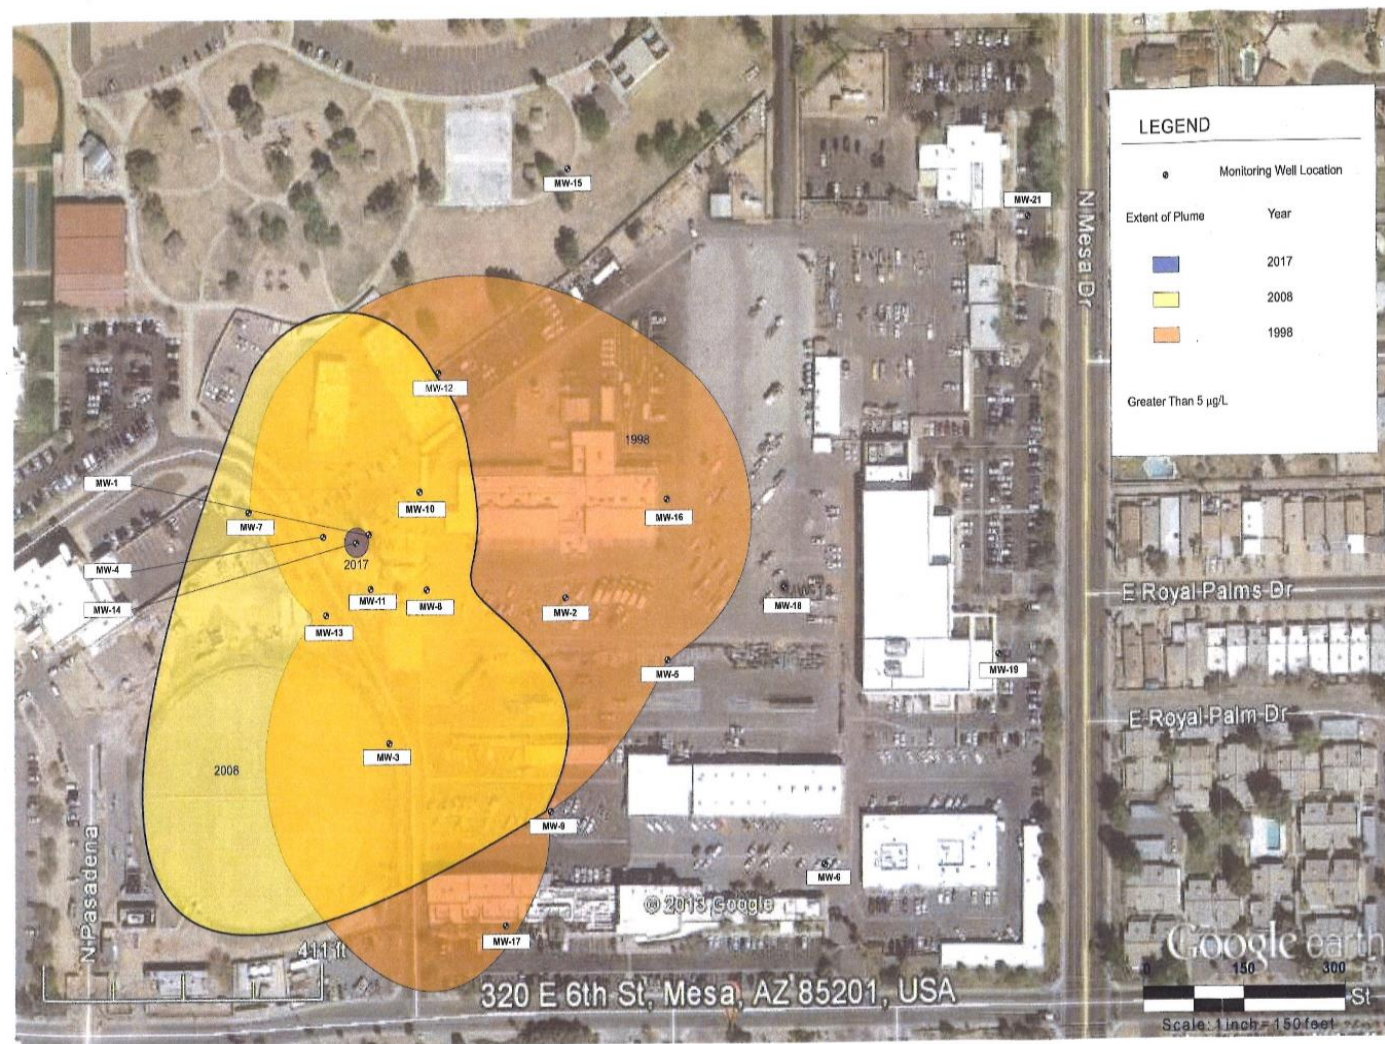 LEGEND
Monitoring Well Location
Extent of Plume Year
2017
2008
1998
Greater Than 5 µg/L
MW-15
MW-21
N Mesa Dr
MW-12
1998
MW-1
MW-10
MW-16
MW-7
MW-4
2017
MW-14
MW-11
MW-8
MW-2
MW-18
E Royal Palms Dr
MW-13
MW-5
MW-19
E Royal Palm Dr
MW-3
2008
MW-9
N Pasadena
MW-6
© 2015 Google
MW-17
411 ft
Google earth
0 150 300
320 E 6th St, Mesa, AZ 85201, USA
St
Scale: 1 inch = 150 feet